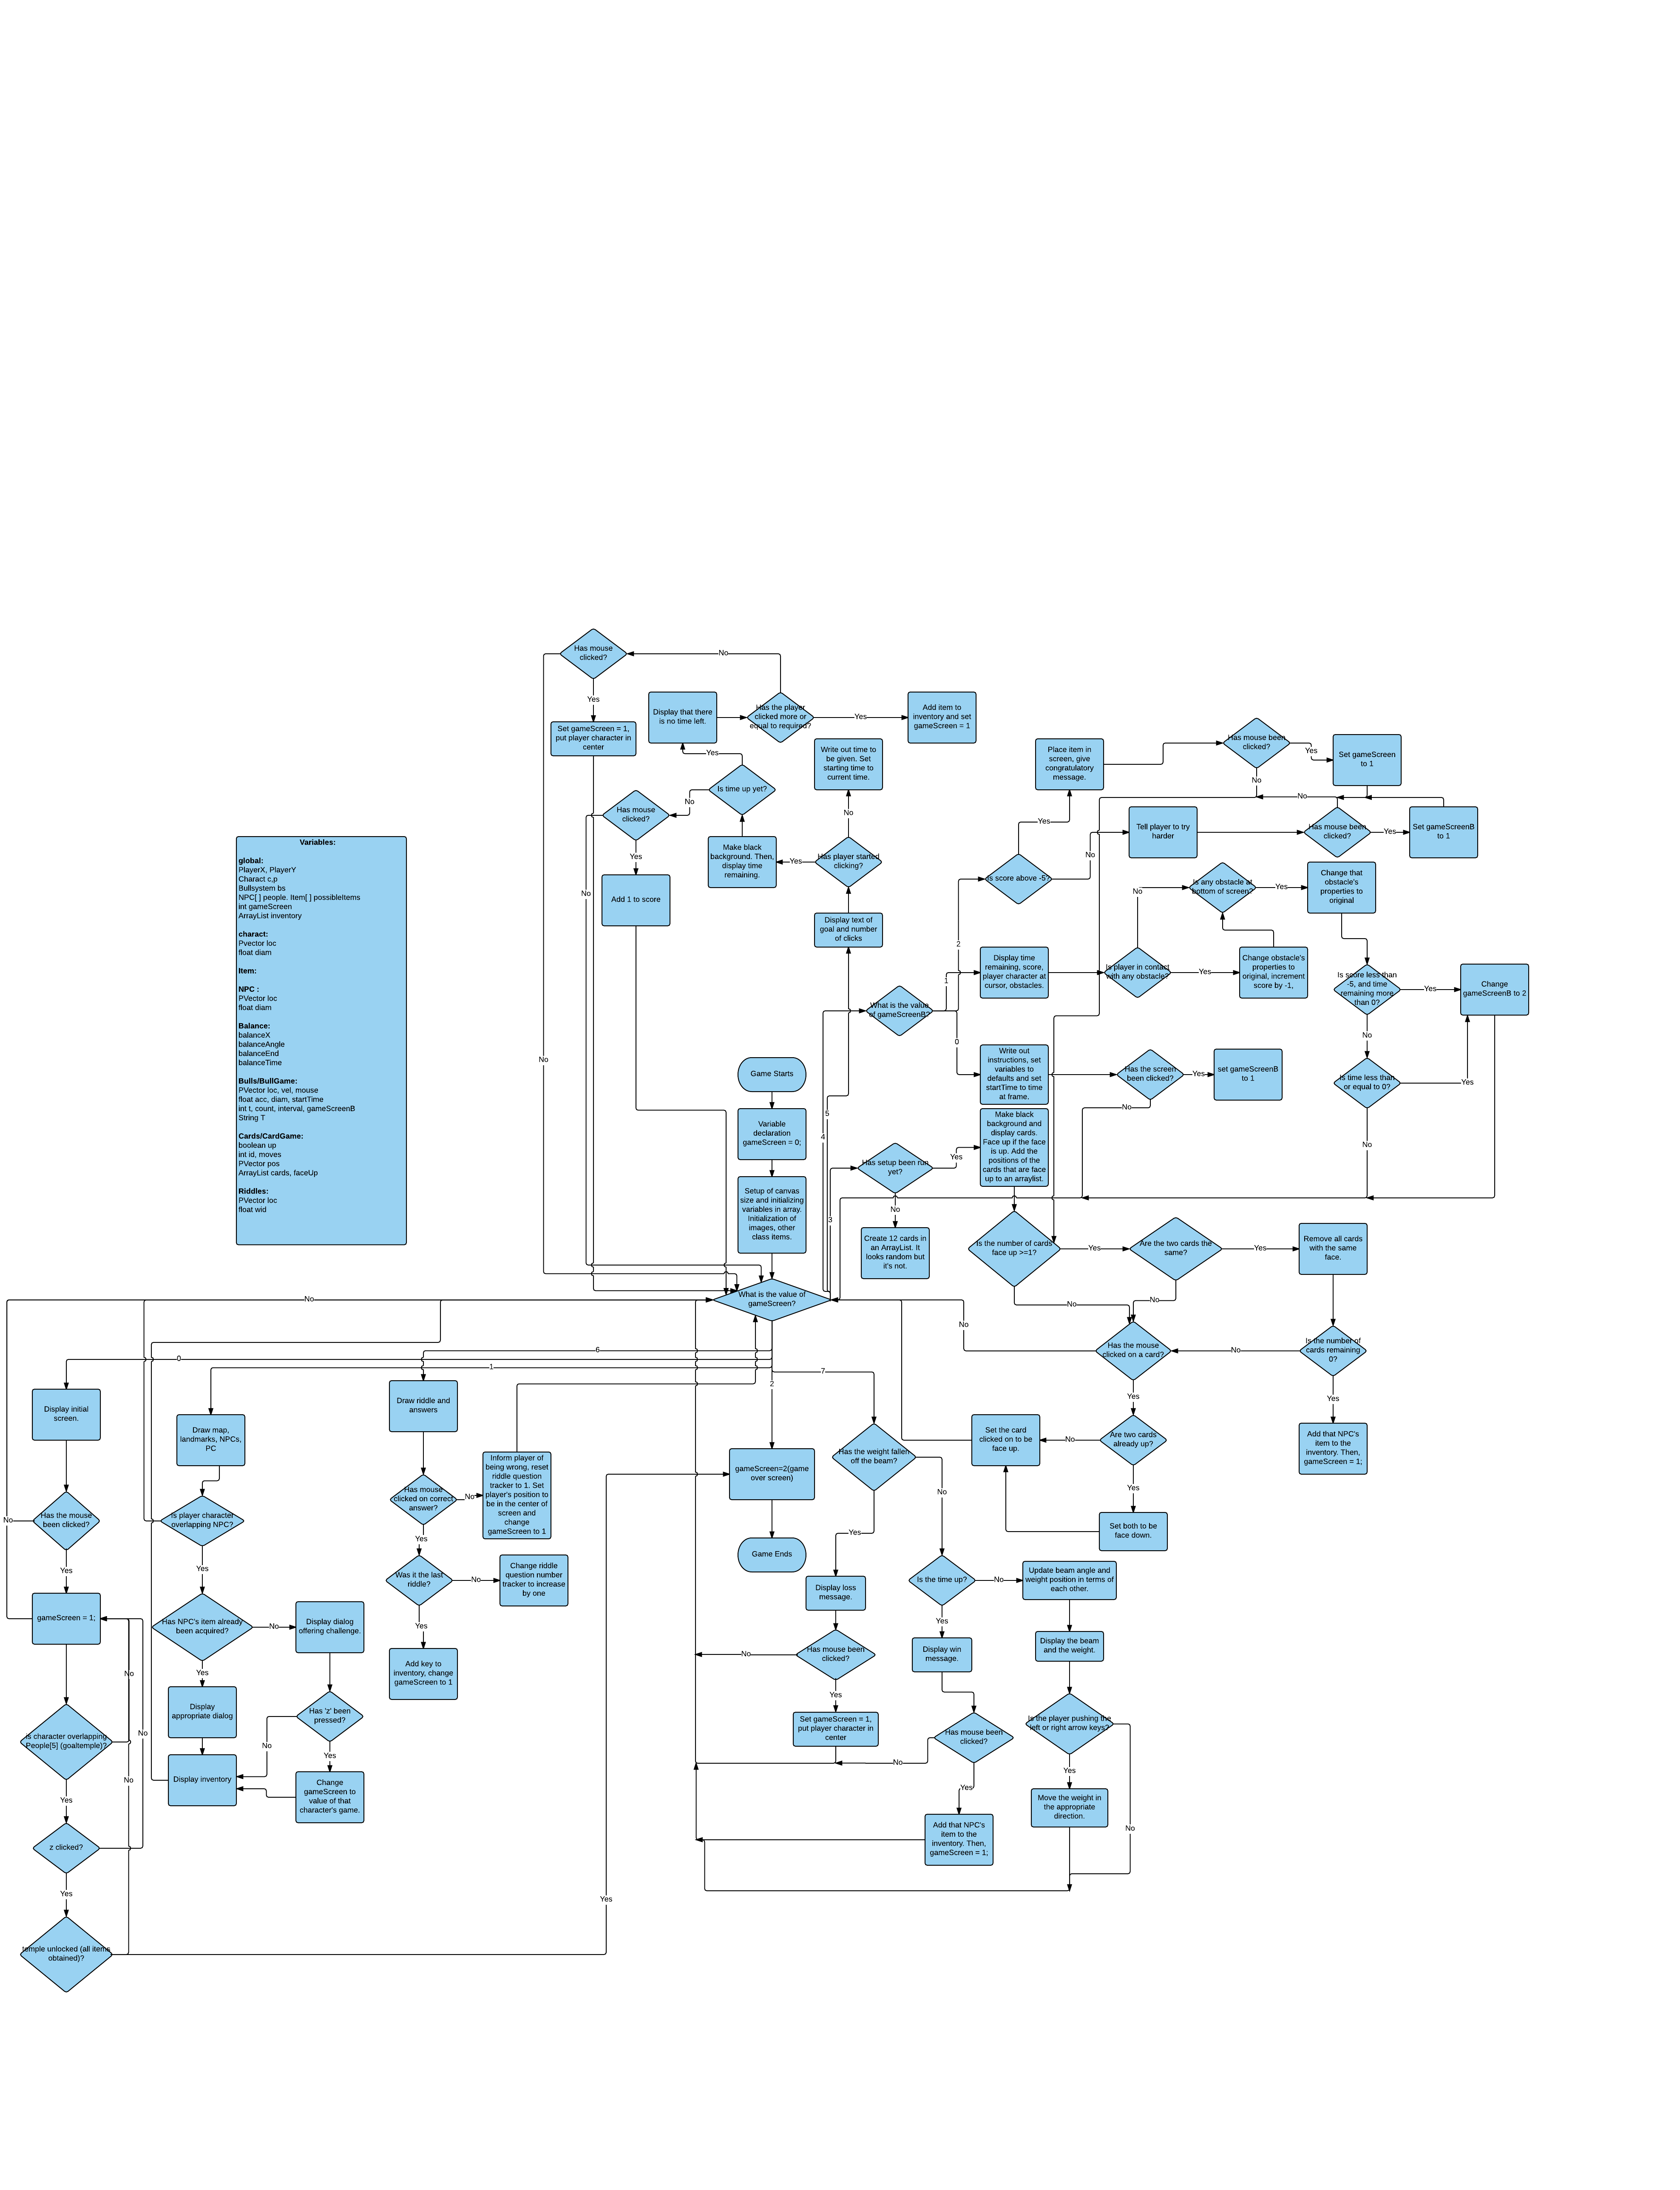 Has mouse
clicked?
No
Yes
Set gameScreen = 1,
put player character in
center
Display that there
is no time left.
Has the player
clicked more or
equal to required?
Yes
Add item to
inventory and set
gameScreen = 1
Write out time to
be given. Set
starting time to
current time.
Yes
Is time up yet?
No
Has mouse
clicked?
Yes
No
Add 1 to score
Make black
background. Then,
display time
remaining.
Yes
Has player started
clicking?
No
Display text of
goal and number
of clicks
No
Place item in
screen, give
congratulatory
message.
Has mouse been
clicked?
Yes
Set gameScreen
to 1
No
No
Yes
Is score above -5?
No
Tell player to try
harder
Has mouse been
clicked?
Yes
Set gameScreenB
to 1
2
No
Is any obstacle at
bottom of screen?
Yes
Change that
obstacle's
properties to
original
1
Display time
remaining, score,
player character at
cursor, obstacles.
Is player in contact
with any obstacle?
Yes
Change obstacle's
properties to
original, increment
score by -1,
Is score less than
-5, and time
remaining more
than 0?
Yes
Change
gameScreenB to 2
No
What is the value
of gameScreenB?
0
Write out
instructions, set
variables to
defaults and set
startTime to time
at frame.
Has the screen
been clicked?
Yes
set gameScreenB
to 1
No
Is time less than
or equal to 0?
Yes
No
Variables:
global:
PlayerX, PlayerY
Charact c,p
Bullsystem bs
NPC[ ] people. Item[ ] possibleItems
int gameScreen
ArrayList inventory
charact:
Pvector loc
float diam
Item:
NPC :
PVector loc
float diam
Balance:
balanceX
balanceAngle
balanceEnd
balanceTime
Bulls/BullGame:
PVector loc, vel, mouse
float acc, diam, startTime
int t, count, interval, gameScreenB
String T
Cards/CardGame:
boolean up
int id, moves
PVector pos
ArrayList cards, faceUp
Riddles:
PVector loc
float wid
Game Starts
Variable
declaration
gameScreen = 0;
Setup of canvas
size and initializing
variables in array.
Initialization of
images, other
class items.
5
4
3
Has setup been run
yet?
Yes
No
Create 12 cards in
an ArrayList. It
looks random but
it's not.
Make black
background and
display cards.
Face up if the face
is up. Add the
positions of the
cards that are face
up to an arraylist.
Is the number of cards
face up >=1?
Yes
Are the two cards the
same?
Yes
Remove all cards
with the same
face.
No
No
What is the value of
gameScreen?
No
No
Has the mouse
clicked on a card?
No
Is the number of
cards remaining
0?
Yes
Add that NPC's
item to the
inventory. Then,
gameScreen = 1;
Yes
Are two cards
already up?
No
Set the card
clicked on to be
face up.
Yes
Set both to be
face down.
6
0
1
2
7
Display initial
screen.
Has the mouse
been clicked?
No
Yes
gameScreen = 1;
is character overlapping
People[5] (goaltemple)?
No
Yes
z clicked?
No
Yes
temple unlocked (all items
obtained)?
No
Yes
Draw map,
landmarks, NPCs,
PC
Is player character
overlapping NPC?
Yes
Has NPC's item already
been acquired?
No
Display dialog
offering challenge.
Yes
Display
appropriate dialog
Has 'z' been
pressed?
No
Yes
Display inventory
Change
gameScreen to
value of that
character's game.
Draw riddle and
answers
Has mouse
clicked on correct
answer?
No
Inform player of
being wrong, reset
riddle question
tracker to 1. Set
player's position to
be in the center of
screen and
change
gameScreen to 1
Yes
Was it the last
riddle?
No
Change riddle
question number
tracker to increase
by one
Yes
Add key to
inventory, change
gameScreen to 1
gameScreen=2(game
over screen)
Game Ends
Has the weight fallen
off the beam?
Yes
No
Display loss
message.
Has mouse been
clicked?
No
Yes
Set gameScreen = 1,
put player character in
center
Is the time up?
No
Yes
Display win
message.
Has mouse been
clicked?
No
Yes
Add that NPC's
item to the
inventory. Then,
gameScreen = 1;
Update beam angle and
weight position in terms of
each other.
Display the beam
and the weight.
Is the player pushing the
left or right arrow keys?
Yes
No
Move the weight in
the appropriate
direction.